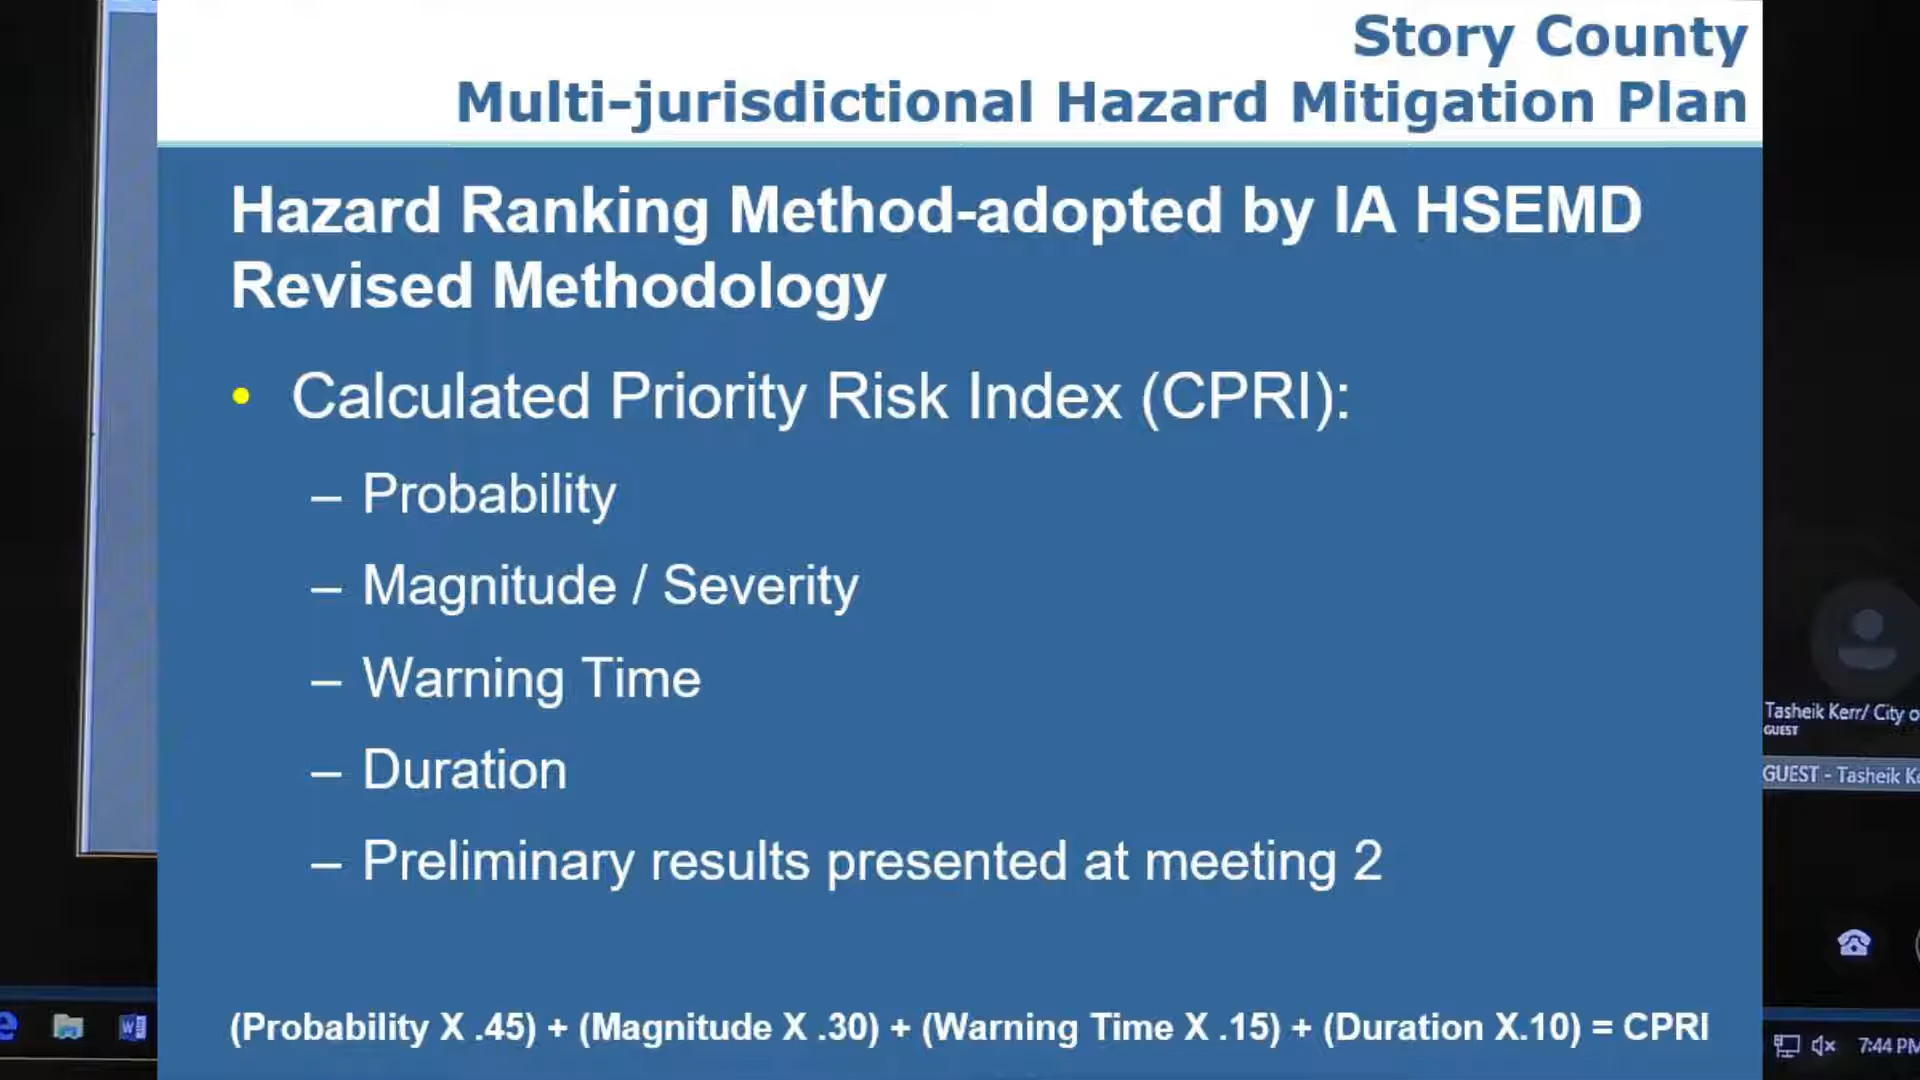 Story County
Multi-jurisdictional Hazard Mitigation Plan
Hazard Ranking Method-adopted by IA HSEMD
Revised Methodology
• Calculated Priority Risk Index (CPRI):
– Probability
– Magnitude / Severity
– Warning Time
– Duration
– Preliminary results presented at meeting 2
(Probability X .45) + (Magnitude X .30) + (Warning Time X .15) + (Duration X.10) = CPRI
Tasheik Kerr/ City
GUEST
GUEST - Tasheik
7:44 PM